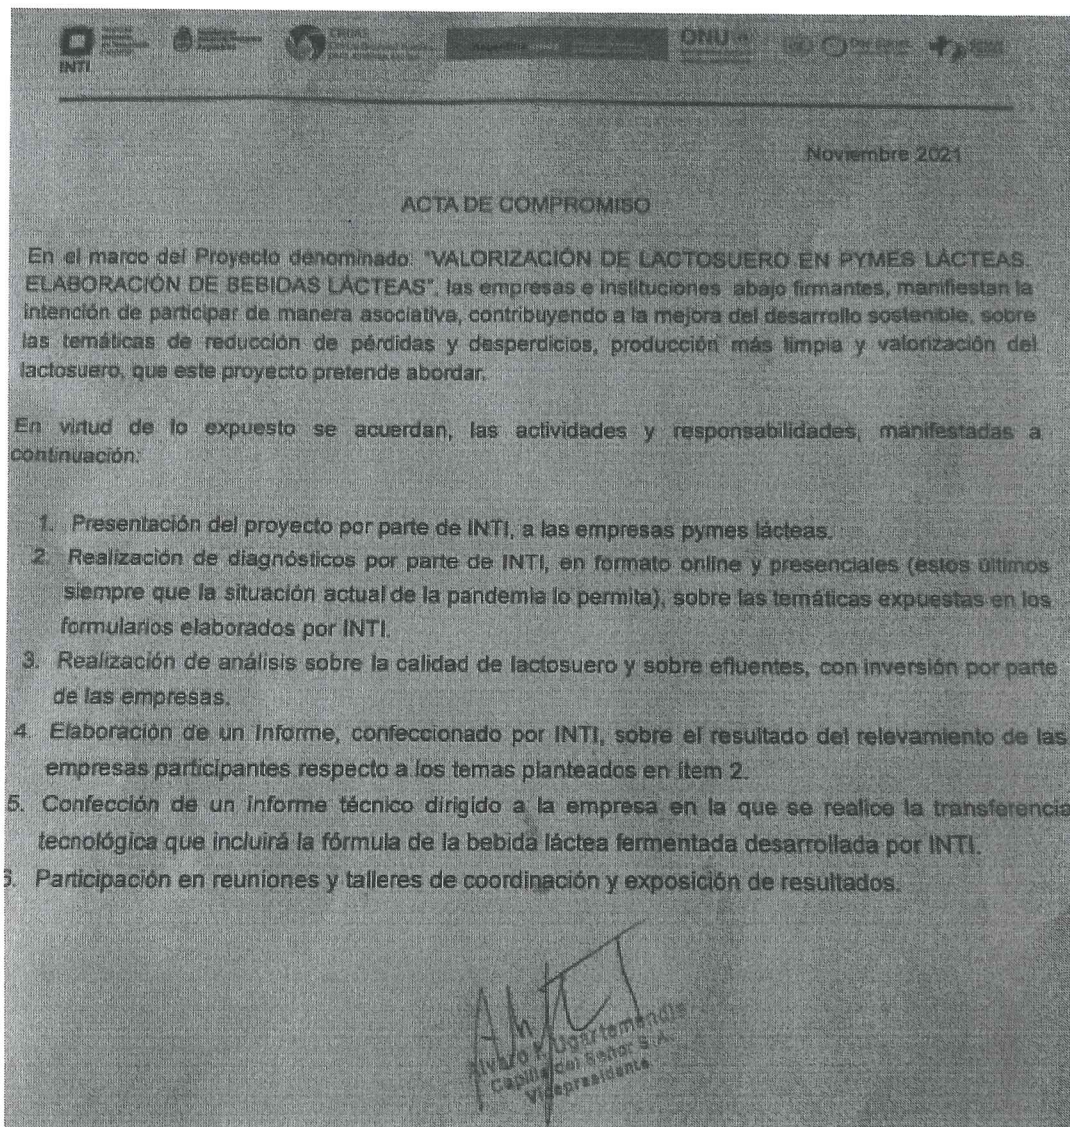 INTI
ONU
Noviembre 2021
ACTA DE COMPROMISO
En el marco del Proyecto denominado: "VALORIZACIÓN DE LACTOSUERO EN PYMES LÁCTEAS.
ELABORACIÓN DE BEBIDAS LÁCTEAS", las empresas e instituciones abajo firmantes, manifiestan la
intención de participar de manera asociativa, contribuyendo a la mejora del desarrollo sostenible, sobre
las temáticas de reducción de pérdidas y desperdicios, producción más limpia y valorización del
lactosuero, que este proyecto pretende abordar.
En virtud de lo expuesto se acuerdan, las actividades y responsabilidades, manifestadas a
continuación:
1. Presentación del proyecto por parte de INTI, a las empresas pymes lácteas.
2. Realización de diagnósticos por parte de INTI, en formato online y presenciales (estos últimos
siempre que la situación actual de la pandemia lo permita), sobre las temáticas expuestas en los
formularios elaborados por INTI.
3. Realización de análisis sobre la calidad de lactosuero y sobre efluentes, con inversión por parte
de las empresas.
4. Elaboración de un Informe, confeccionado por INTI, sobre el resultado del relevamiento de las
empresas participantes respecto a los temas planteados en ítem 2.
5. Confección de un informe técnico dirigido a la empresa en la que se realice la transferencia
tecnológica que incluirá la fórmula de la bebida láctea fermentada desarrollada por INTI.
6. Participación en reuniones y talleres de coordinación y exposición de resultados.
Alvaro Ugartemendia
Capilla del Señor S.A.
Vicepresidente